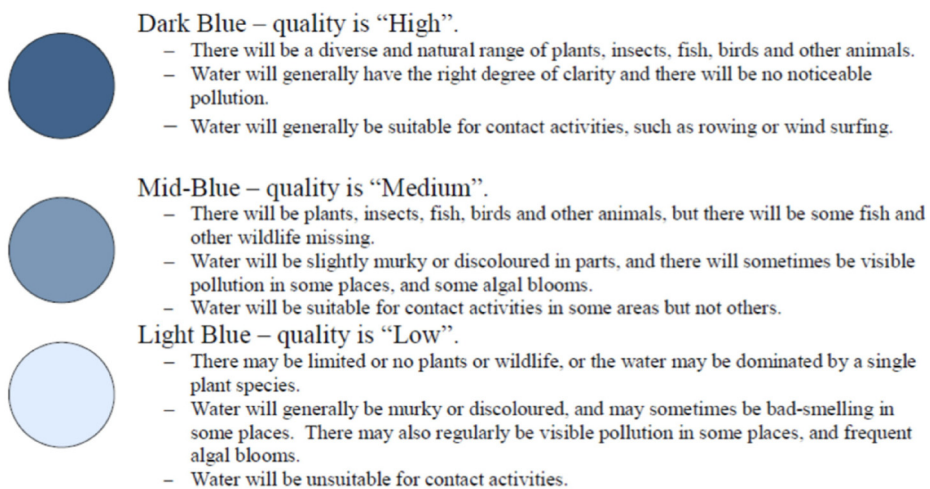 Dark Blue – quality is “High”.
– There will be a diverse and natural range of plants, insects, fish, birds and other animals.
– Water will generally have the right degree of clarity and there will be no noticeable
pollution.
– Water will generally be suitable for contact activities, such as rowing or wind surfing.
Mid-Blue – quality is “Medium”.
– There will be plants, insects, fish, birds and other animals, but there will be some fish and
other wildlife missing.
– Water will be slightly murky or discoloured in parts, and there will sometimes be visible
pollution in some places, and some algal blooms.
– Water will be suitable for contact activities in some areas but not others.
Light Blue – quality is “Low”.
– There may be limited or no plants or wildlife, or the water may be dominated by a single
plant species.
– Water will generally be murky or discoloured, and may sometimes be bad-smelling in
some places.  There may also regularly be visible pollution in some places, and frequent
algal blooms.
– Water will be unsuitable for contact activities.